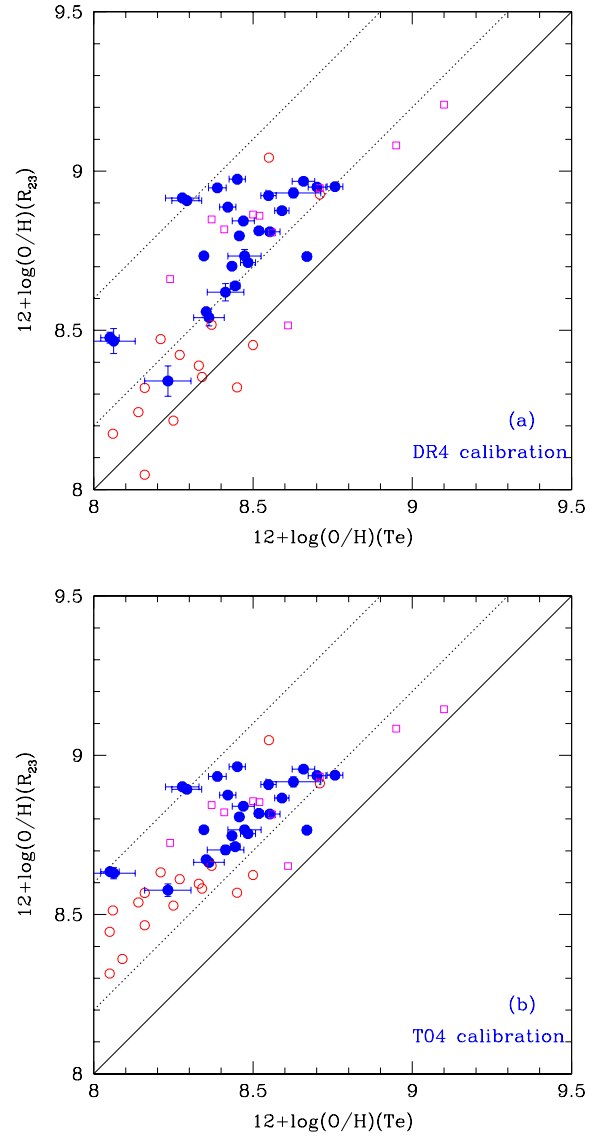 9.5
9
8.5
8
12+log(O/H)(R23)
(a)
DR4 calibration
8
8.5
9
9.5
12+log(O/H)(Te)
9.5
9
8.5
8
12+log(O/H)(R23)
(b)
T04 calibration
8
8.5
9
9.5
12+log(O/H)(Te)